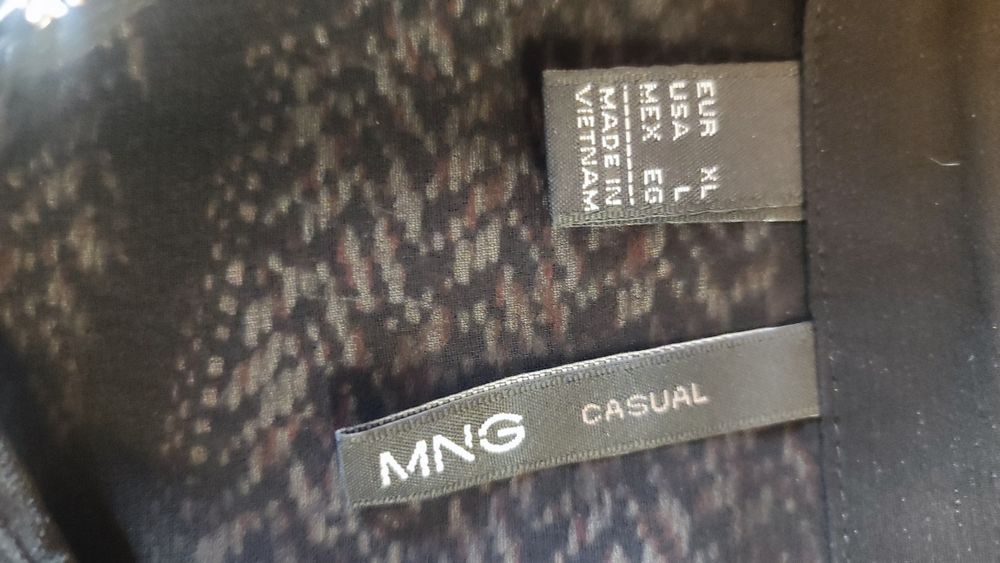 EUR XL
USA L
MEX EG
MADE IN
VIETNAM
MNG CASUAL